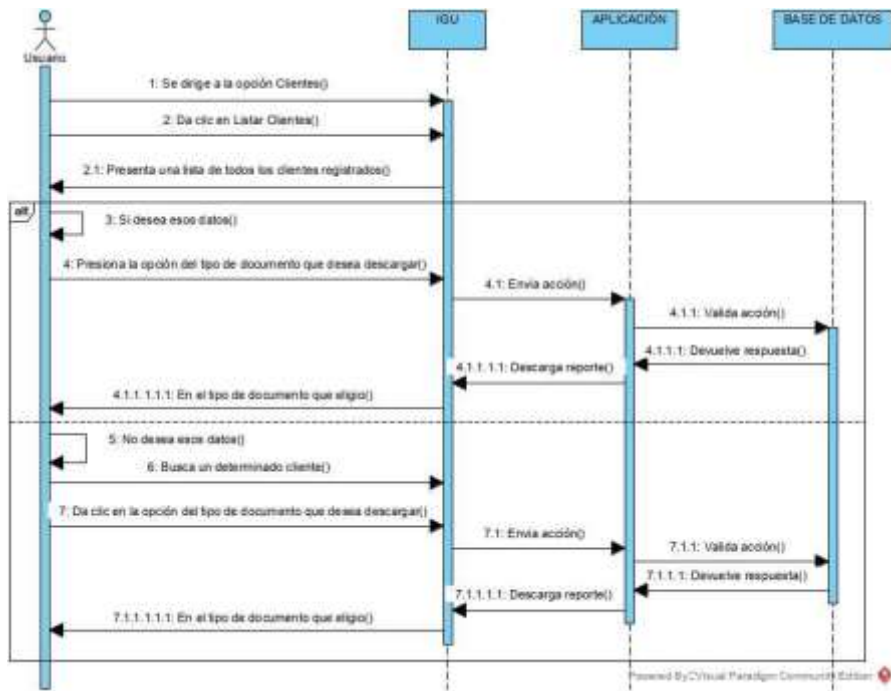 IGU
APLICACIÓN
BASE DE DATOS
Usuario
1: Se dirige a la opción Clientes()
2: Da clic en Listar Clientes()
2.1: Presenta una lista de todos los clientes registrados()
alt
3: Si desea esos datos()
4: Presiona la opción del tipo de documento que desea descargar()
4.1: Envia acción()
4.1.1: Valida acción()
4.1.1.1: Devuelve respuesta()
4.1.1.1.1: Descarga reporte()
4.1.1.1.1.1: En el tipo de documento que eligio()
5: No desea esos datos()
6: Busca un determinado cliente()
7: Da clic en la opción del tipo de documento que desea descargar()
7.1: Envia acción()
7.1.1: Valida acción()
7.1.1.1: Devuelve respuesta()
7.1.1.1.1: Descarga reporte()
7.1.1.1.1.1: En el tipo de documento que eligio()
Powered ByVisual Paradigm Community Edition